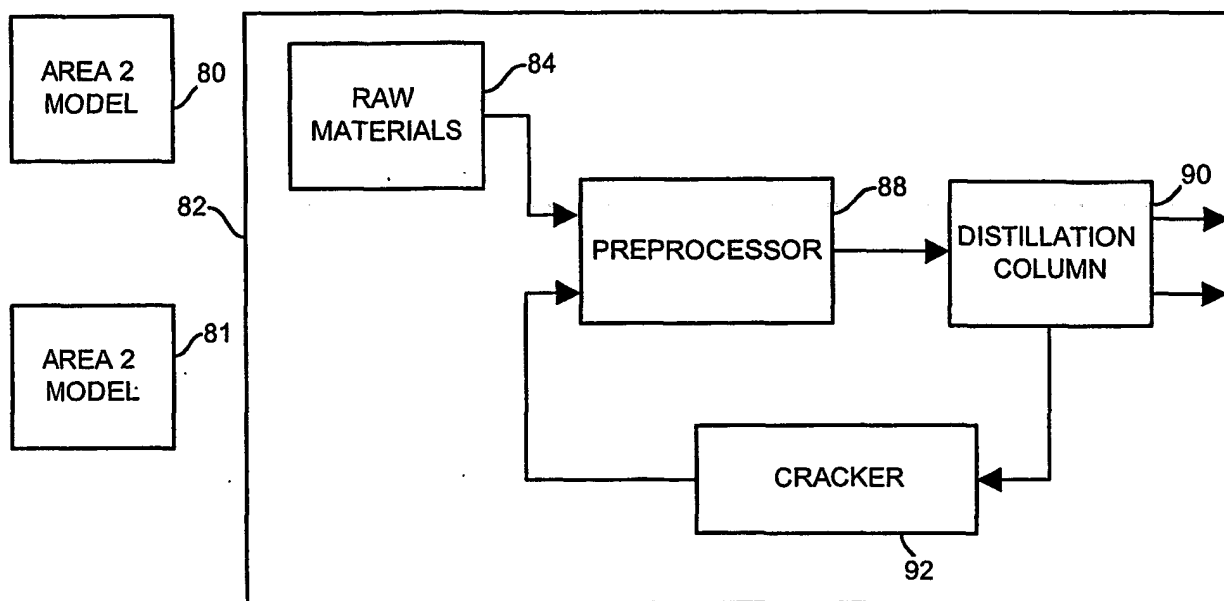 AREA 2
MODEL
80
82
RAW
MATERIALS
84
PREPROCESSOR
88
DISTILLATION
COLUMN
90
AREA 2
MODEL
81
CRACKER
92